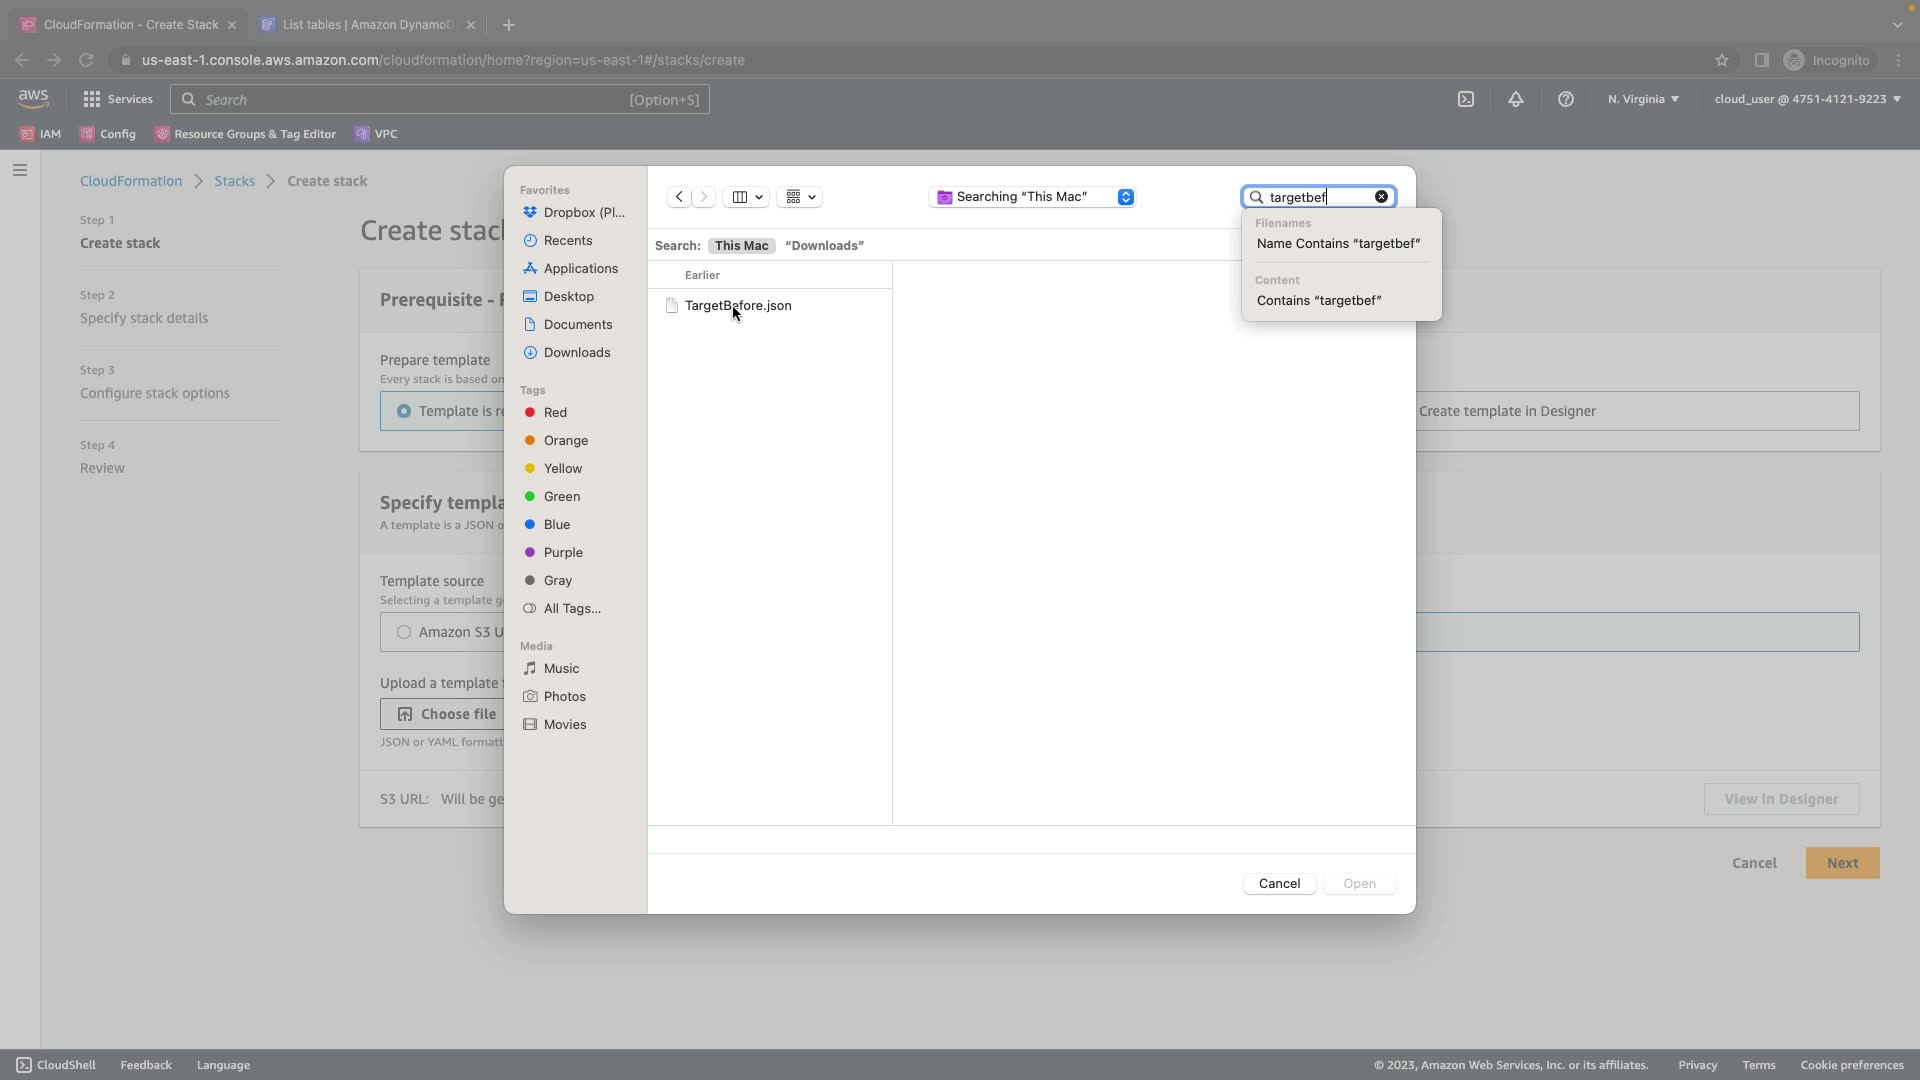 CloudFormation - Create Stack
List tables | Amazon DynamoD
us-east-1.console.aws.amazon.com/cloudformation/home?region=us-east-1#/stacks/create
Incognito
aws
Services
Search
[Option+S]
N. Virginia
cloud_user @ 4751-4121-9223
IAM
Config
Resource Groups & Tag Editor
VPC
CloudFormation
Stacks
Create stack
Step 1
Create stack
Step 2
Specify stack details
Step 3
Configure stack options
Step 4
Review
Create stac
Prerequisite -
Prepare template
Every stack is based on
Template is re
Create template in Designer
Specify templa
A template is a JSON o
Template source
Selecting a template g
Amazon S3 U
Upload a template
Choose file
JSON or YAML formatt
S3 URL: Will be ge
View in Designer
Cancel
Next
Favorites
Dropbox (Pl...
Recents
Applications
Desktop
Documents
Downloads
Tags
Red
Orange
Yellow
Green
Blue
Purple
Gray
All Tags...
Media
Music
Photos
Movies
Searching “This Mac”
targetbef
Filenames
Name Contains “targetbef”
Content
Contains “targetbef”
Search:
This Mac
“Downloads”
Earlier
TargetBefore.json
Cancel
Open
CloudShell
Feedback
Language
© 2023, Amazon Web Services, Inc. or its affiliates.
Privacy
Terms
Cookie preferences